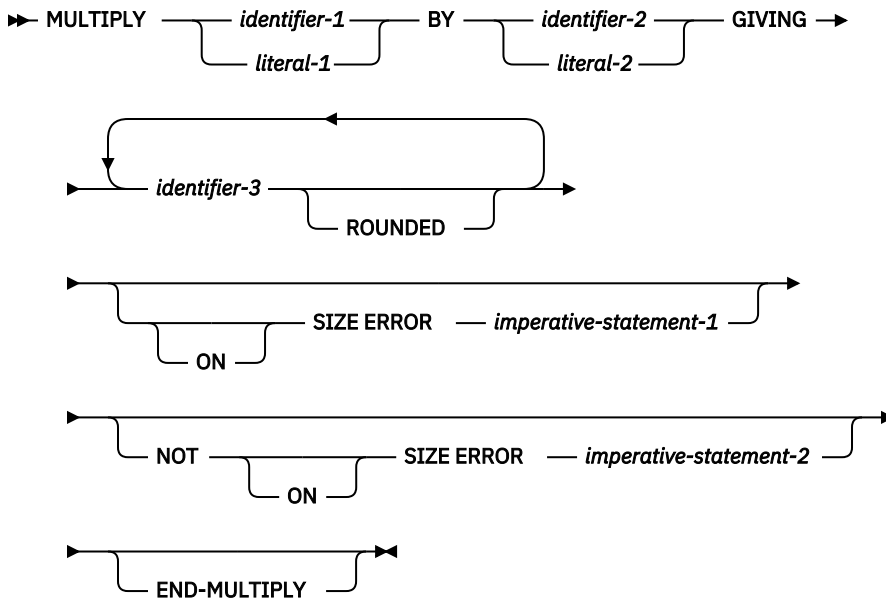 MULTIPLY identifier-1 BY identifier-2 GIVING
literal-1 literal-2
identifier-3
ROUNDED
SIZE ERROR imperative-statement-1
ON
NOT SIZE ERROR imperative-statement-2
ON
END-MULTIPLY